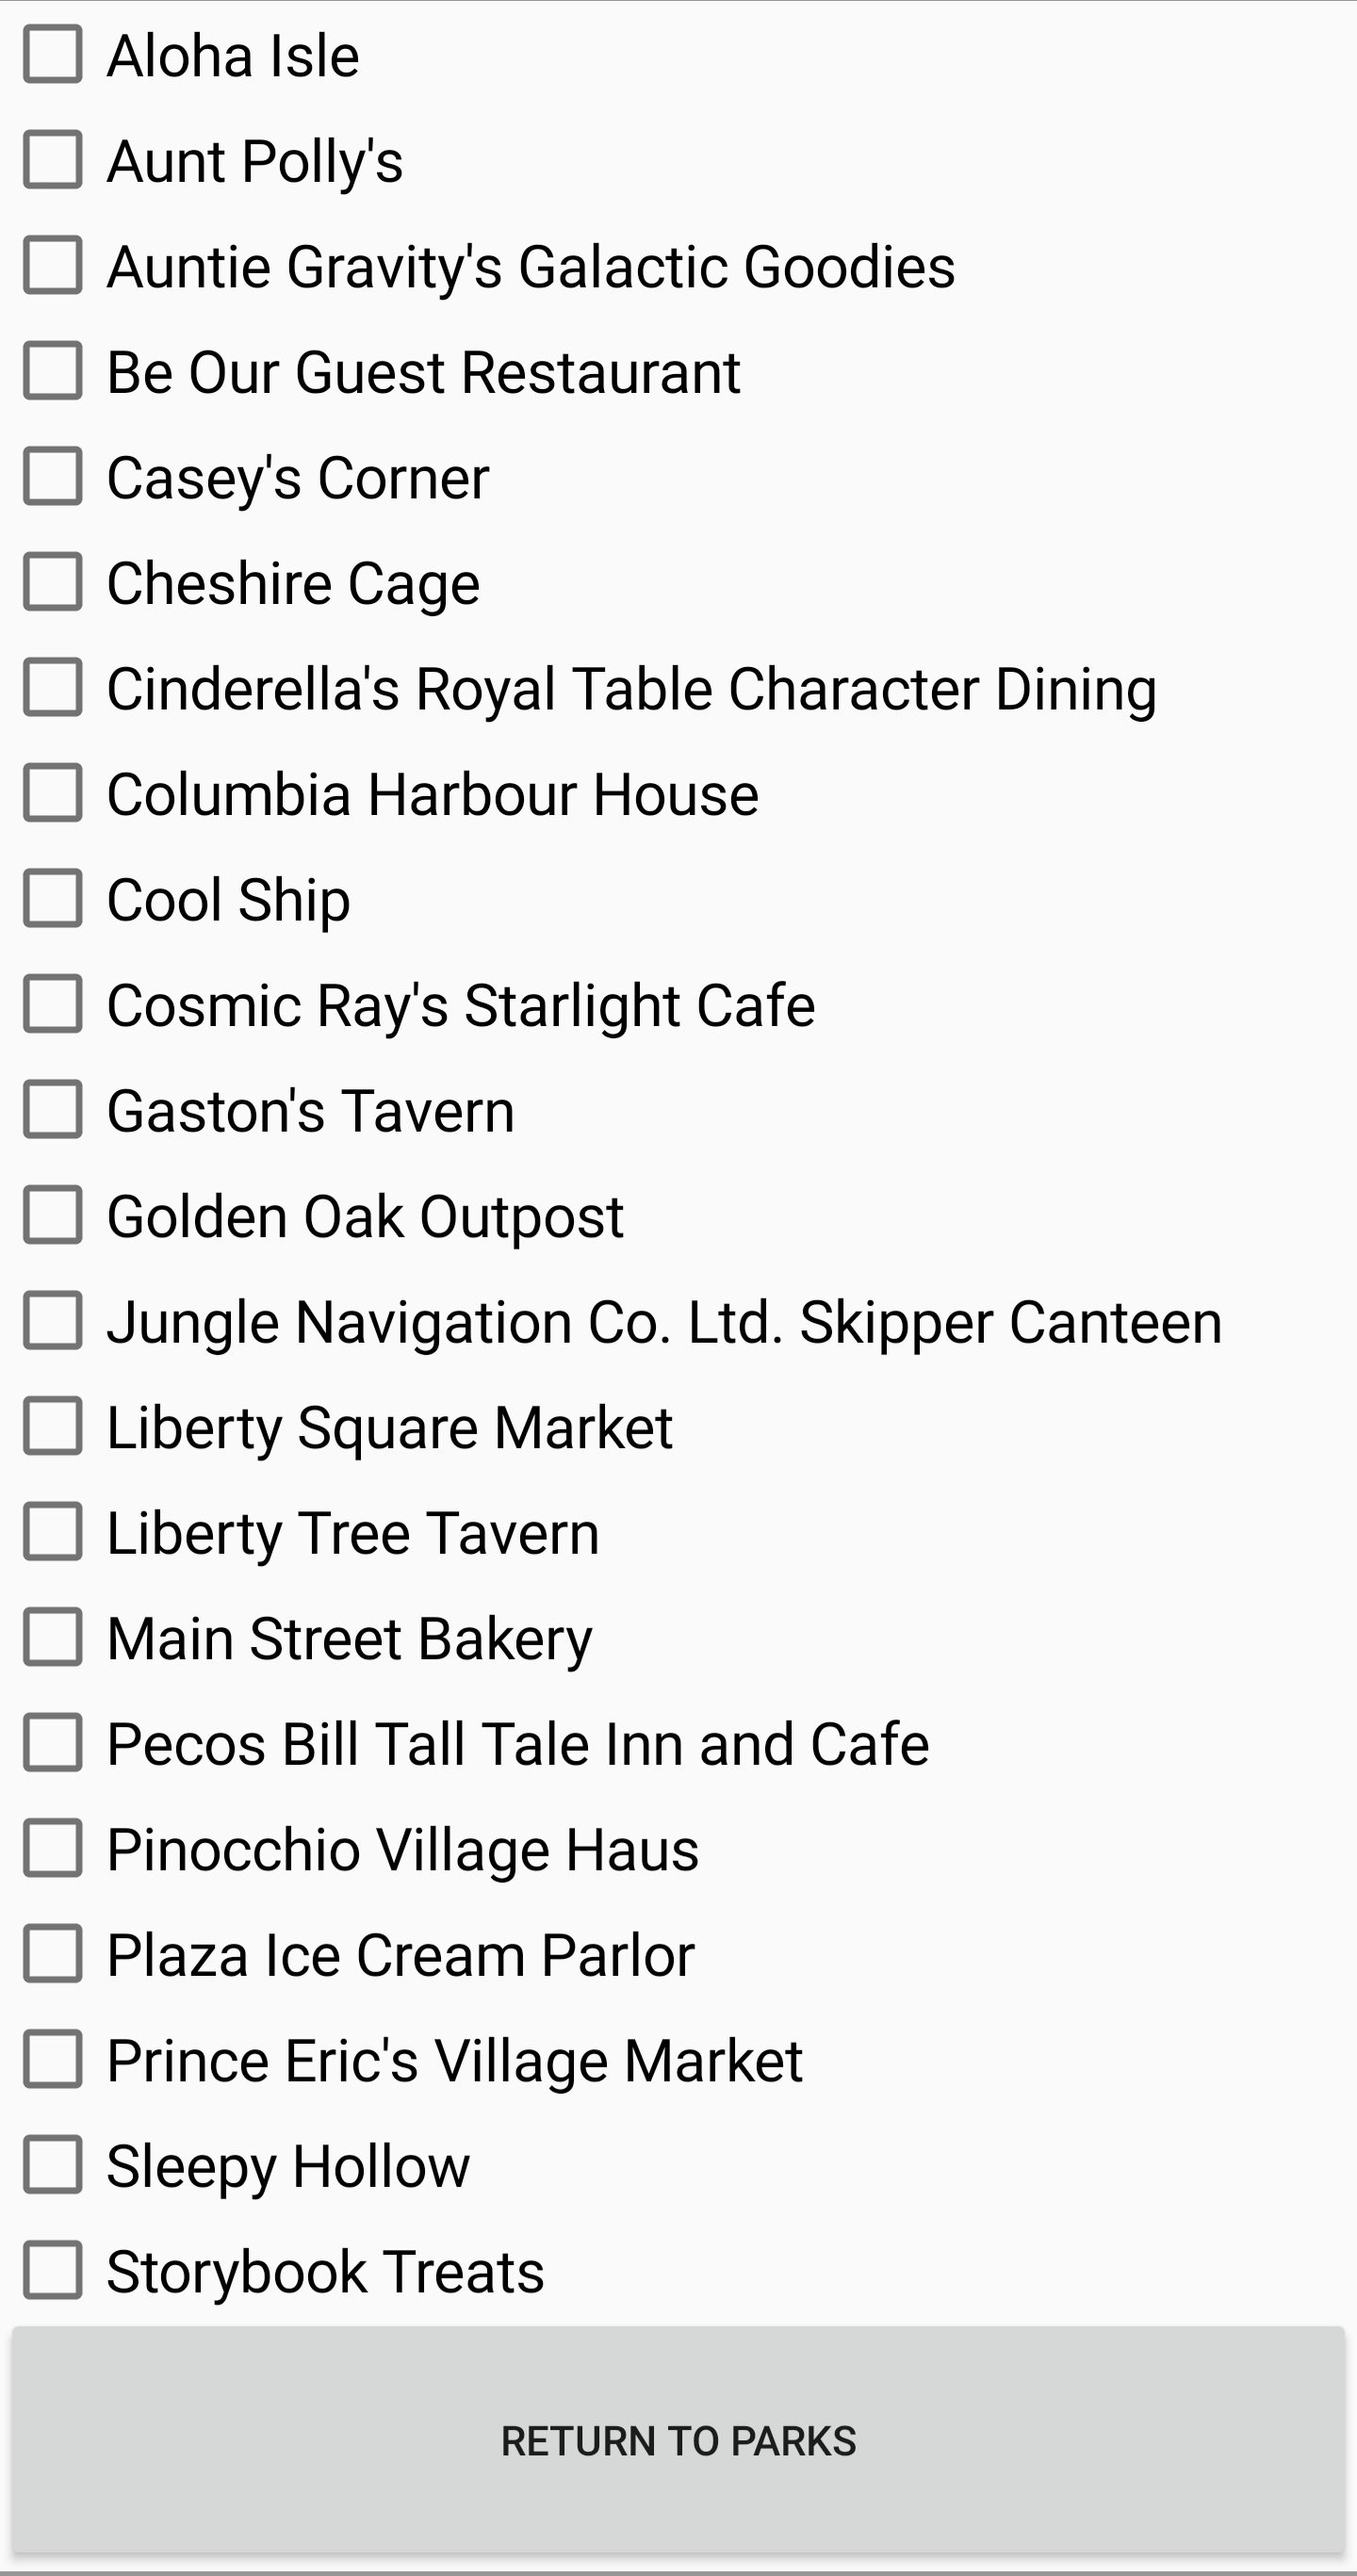 Aloha Isle
Aunt Polly's
Auntie Gravity's Galactic Goodies
Be Our Guest Restaurant
Casey's Corner
Cheshire Cage
Cinderella's Royal Table Character Dining
Columbia Harbour House
Cool Ship
Cosmic Ray's Starlight Cafe
Gaston's Tavern
Golden Oak Outpost
Jungle Navigation Co. Ltd. Skipper Canteen
Liberty Square Market
Liberty Tree Tavern
Main Street Bakery
Pecos Bill Tall Tale Inn and Cafe
Pinocchio Village Haus
Plaza Ice Cream Parlor
Prince Eric's Village Market
Sleepy Hollow
Storybook Treats
RETURN TO PARKS